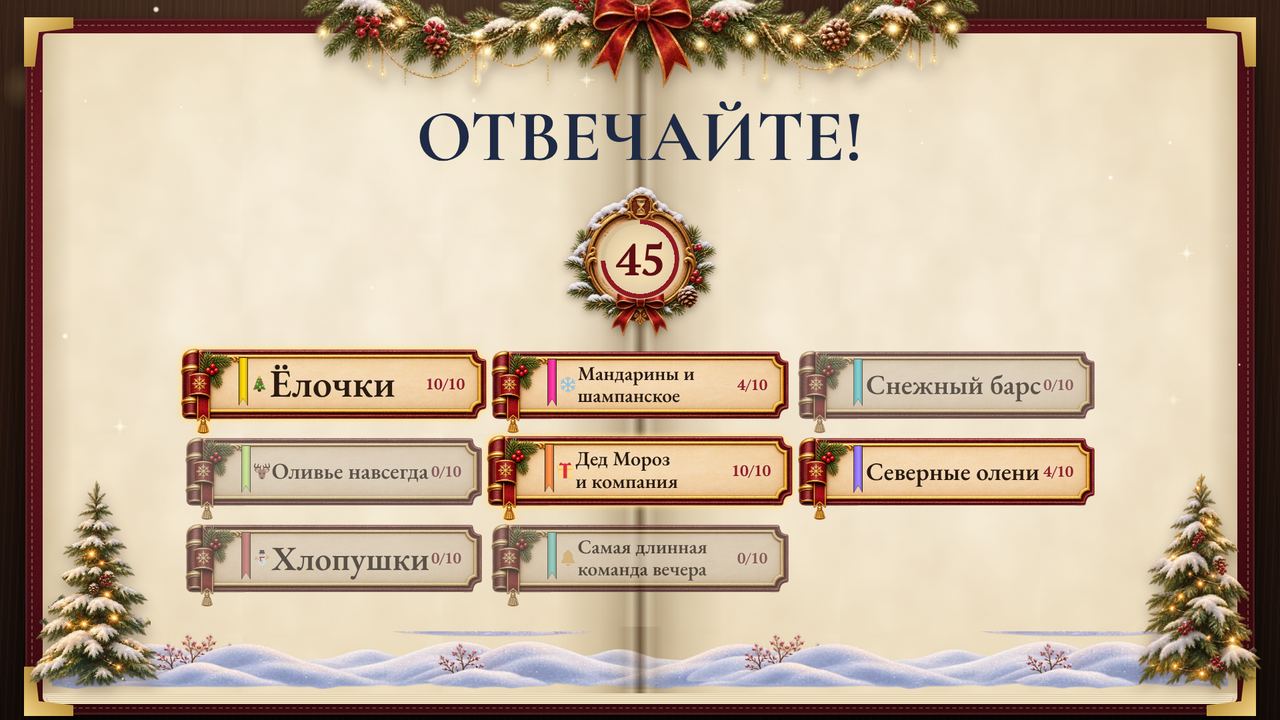 ОТВЕЧАЙТЕ!
45
Ёлочки 10/10
Мандарины и
шампанское 4/10
Снежный барс 0/10
Оливье навсегда 0/10
Дед Мороз
и компания 10/10
Северные олени 4/10
Хлопушки 0/10
Самая длинная
команда вечера 0/10